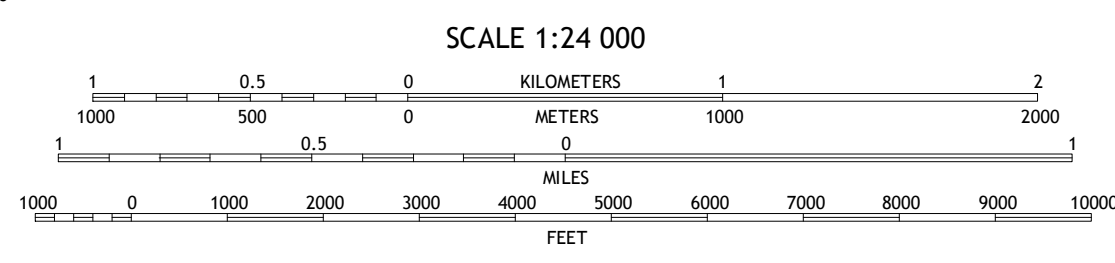 SCALE 1:24 000
1 0.5 0 KILOMETERS 1 2
1000 500 0 METERS 1000 2000
1 0.5 0 1
MILES
1000 0 1000 2000 3000 4000 5000 6000 7000 8000 9000 10000
FEET